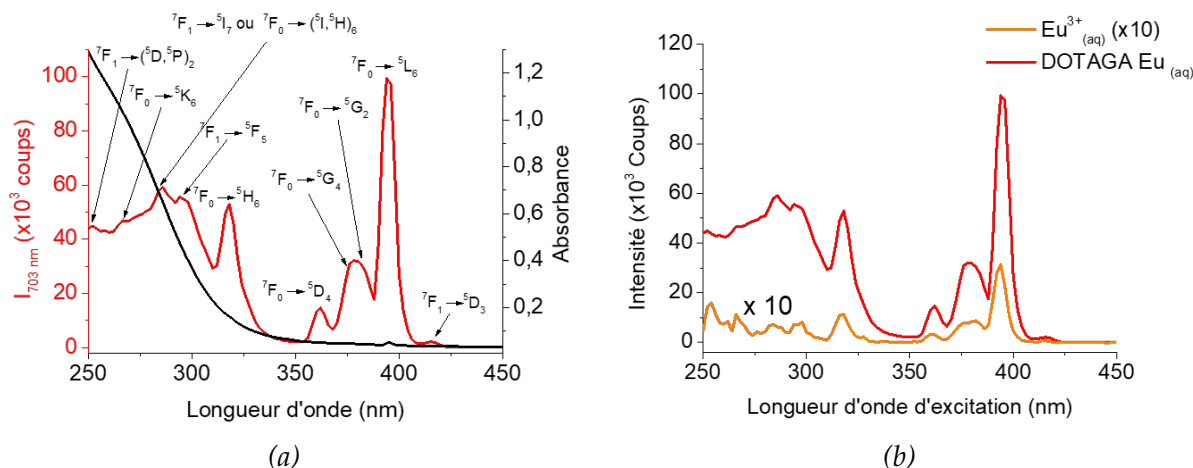 ⁷F₁→⁵I₇ ou ⁷F₀→(⁵I,⁵H)₆
⁷F₁→(⁵D,⁵P)₂
⁷F₀→⁵K₆
⁷F₁→⁵F₅
⁷F₀→⁵H₆
⁷F₀→⁵L₆
⁷F₀→⁵G₂
⁷F₀→⁵G₄
⁷F₀→⁵D₄
⁷F₁→⁵D₃
I₇₀₃ ₙₘ (x10³ coups)
100
80
60
40
20
0
Absorbance
1,2
1,0
0,8
0,6
0,4
0,2
0,0
250 300 350 400 450
Longueur d'onde (nm)
(a)
Eu³⁺₍aq₎ (x10)
DOTAGA Eu ₍aq₎
Intensité (x10³ Coups)
120
100
80
60
40
20
0
x 10
250 300 350 400 450
Longueur d'onde d'excitation (nm)
(b)